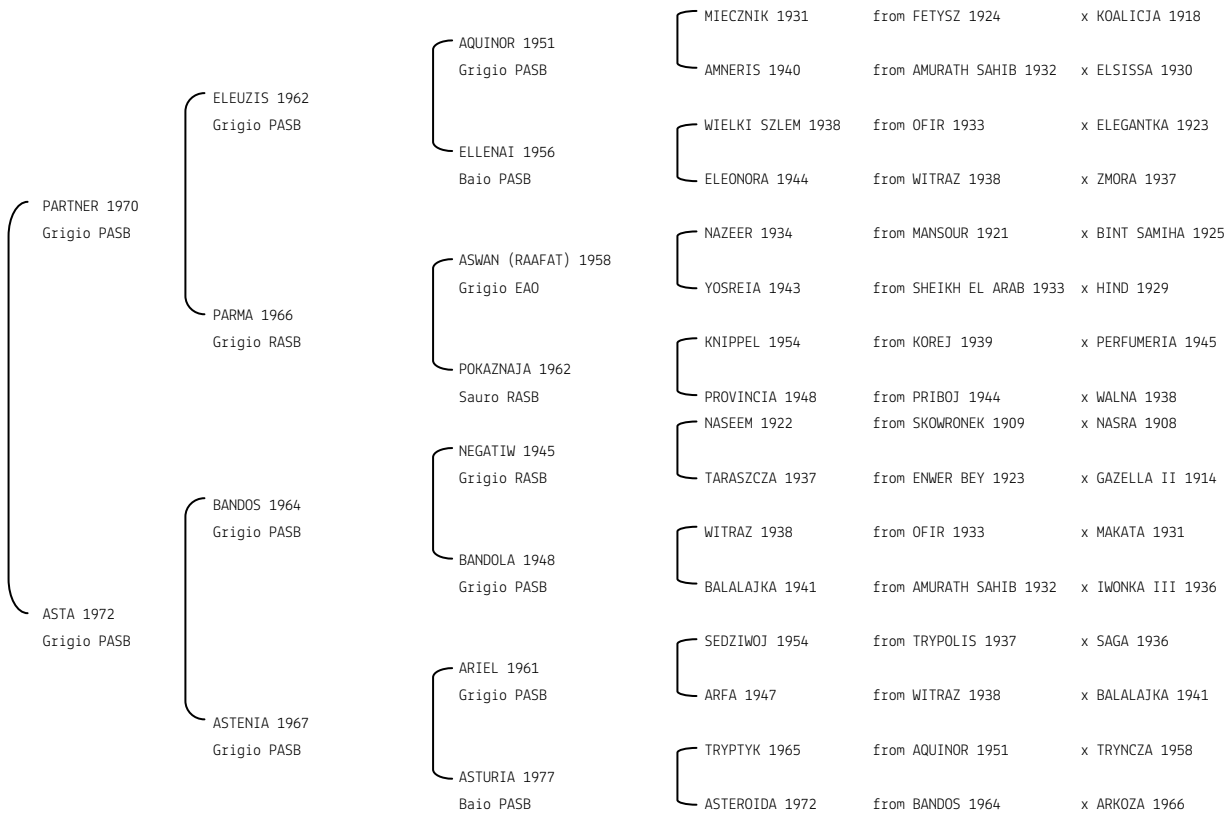 MIECZNIK 1931 from FETYSZ 1924 x KOALICJA 1918
AQUINOR 1951
Grigio PASB
AMNERIS 1940 from AMURATH SAHIB 1932 x ELSISSA 1930
ELEUZIS 1962
Grigio PASB
WIELKI SZLEM 1938 from OFIR 1933 x ELEGANTKA 1923
ELLENAI 1956
Baio PASB
ELEONORA 1944 from WITRAZ 1938 x ZMORA 1937
PARTNER 1970
Grigio PASB
NAZEER 1934 from MANSOUR 1921 x BINT SAMIHA 1925
ASWAN (RAAFAT) 1958
Grigio EAO
YOSREIA 1943 from SHEIKH EL ARAB 1933 x HIND 1929
PARMA 1966
Grigio RASB
KNIPPEL 1954 from KOREJ 1939 x PERFUMERIA 1945
POKAZNAJA 1962
Sauro RASB
PROVINCIA 1948 from PRIBOJ 1944 x WALNA 1938
NASEEM 1922 from SKOWRONEK 1909 x NASRA 1908
NEGATIW 1945
Grigio RASB
TARASZCZA 1937 from ENWER BEY 1923 x GAZELLA II 1914
BANDOS 1964
Grigio PASB
WITRAZ 1938 from OFIR 1933 x MAKATA 1931
BANDOLA 1948
Grigio PASB
BALALAJKA 1941 from AMURATH SAHIB 1932 x IWONKA III 1936
ASTA 1972
Grigio PASB
SEDZIWOJ 1954 from TRYPOLIS 1937 x SAGA 1936
ARIEL 1961
Grigio PASB
ARFA 1947 from WITRAZ 1938 x BALALAJKA 1941
ASTENIA 1967
Grigio PASB
TRYPTYK 1965 from AQUINOR 1951 x TRYNCZA 1958
ASTURIA 1977
Baio PASB
ASTEROIDA 1972 from BANDOS 1964 x ARKOZA 1966